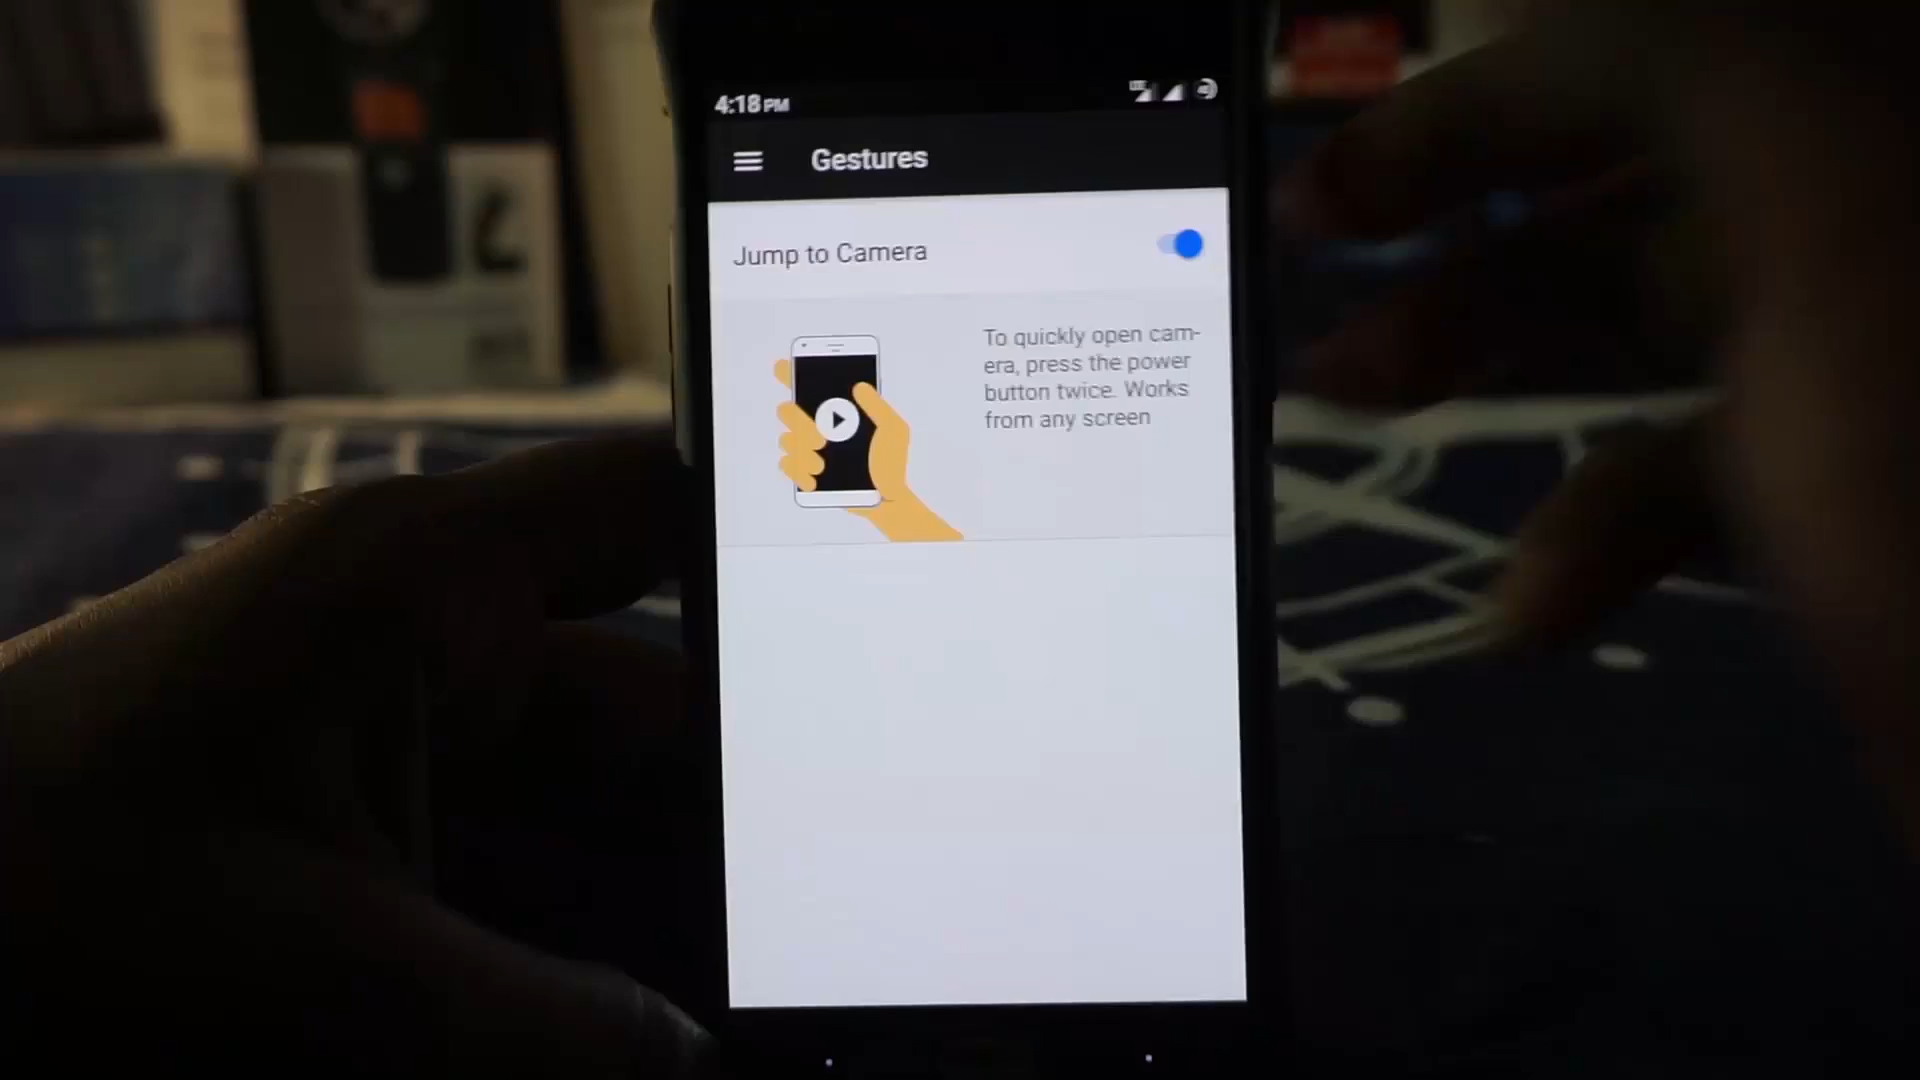 4:18 PM
Gestures
Jump to Camera
To quickly open cam-
era, press the power
button twice. Works
from any screen